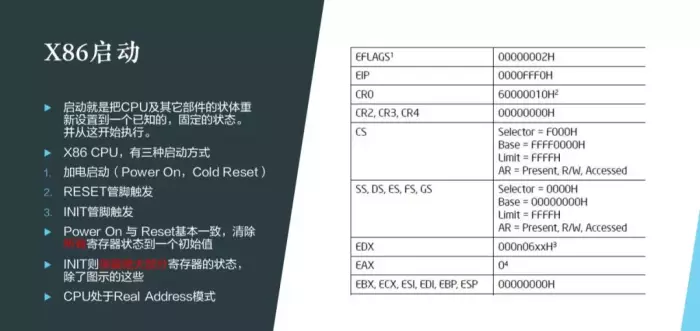 X86启动
启动就是把CPU及其它部件的状体重
新设置到一个已知的，固定的状态。
并从这开始执行。
X86 CPU，有三种启动方式
1. 加电启动（Power On，Cold Reset）
2. RESET管脚触发
3. INIT管脚触发
Power On 与 Reset基本一致，清除
寄存器状态到一个初始值
INIT则寄存器的状态，
除了图示的这些
CPU处于Real Address模式
EFLAGS1 00000002H
EIP 0000FFF0H
CR0 60000010H2
CR2, CR3, CR4 00000000H
CS Selector = F000H
Base = FFFF0000H
Limit = FFFFH
AR = Present, R/W, Accessed
SS, DS, ES, FS, GS Selector = 0000H
Base = 00000000H
Limit = FFFFH
AR = Present, R/W, Accessed
EDX 000n06xxH3
EAX 04
EBX, ECX, ESI, EDI, EBP, ESP 00000000H